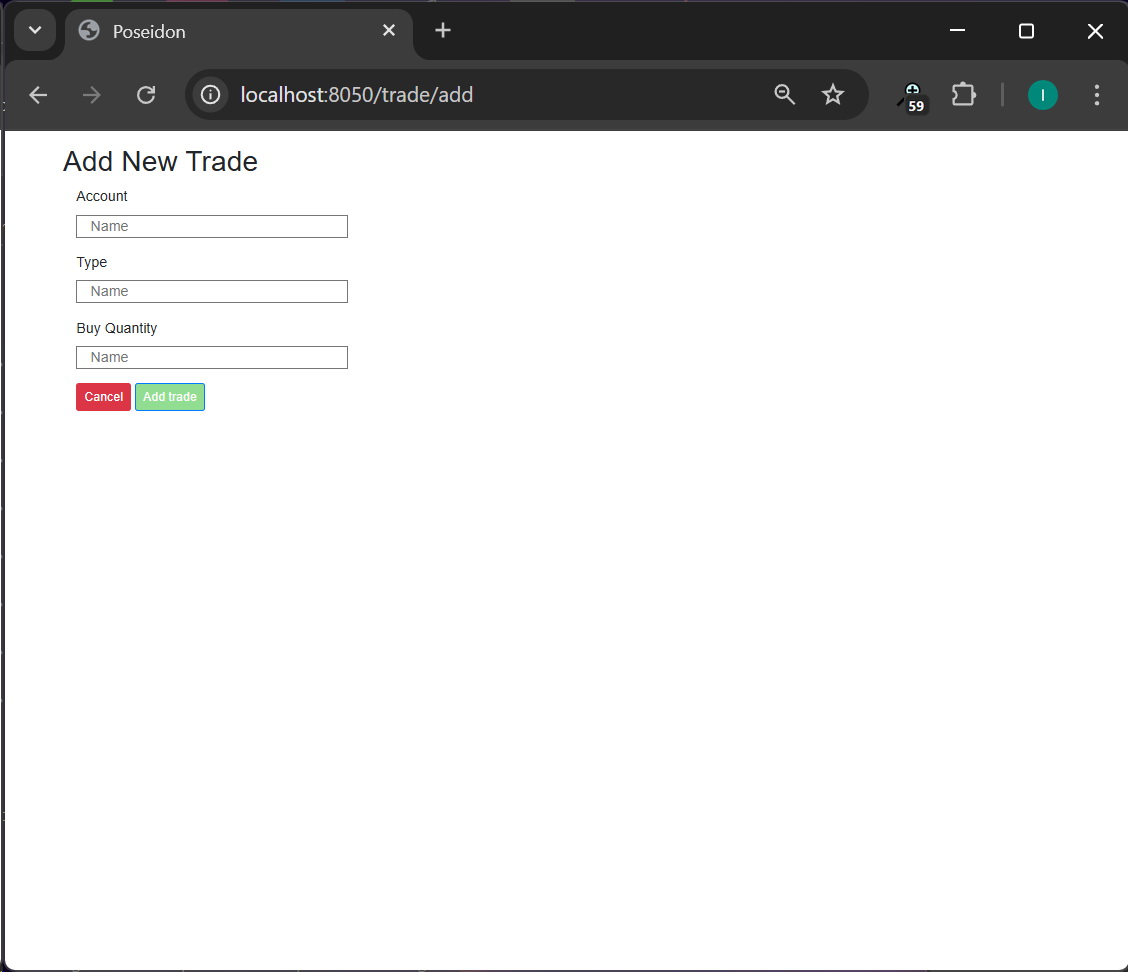 Poseidon
localhost:8050/trade/add
59
I
Add New Trade
Account
Name
Type
Name
Buy Quantity
Name
Cancel Add trade